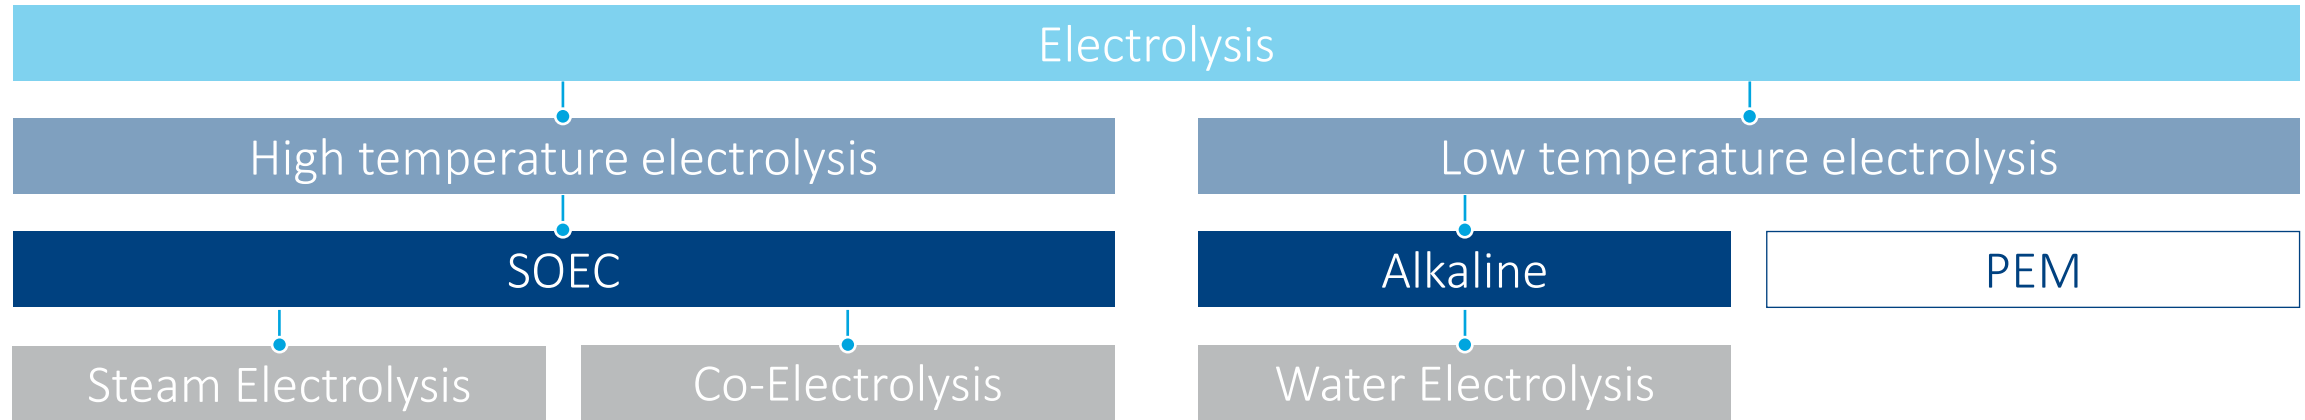 Electrolysis
High temperature electrolysis
Low temperature electrolysis
SOEC
Alkaline
PEM
Steam Electrolysis
Co-Electrolysis
Water Electrolysis